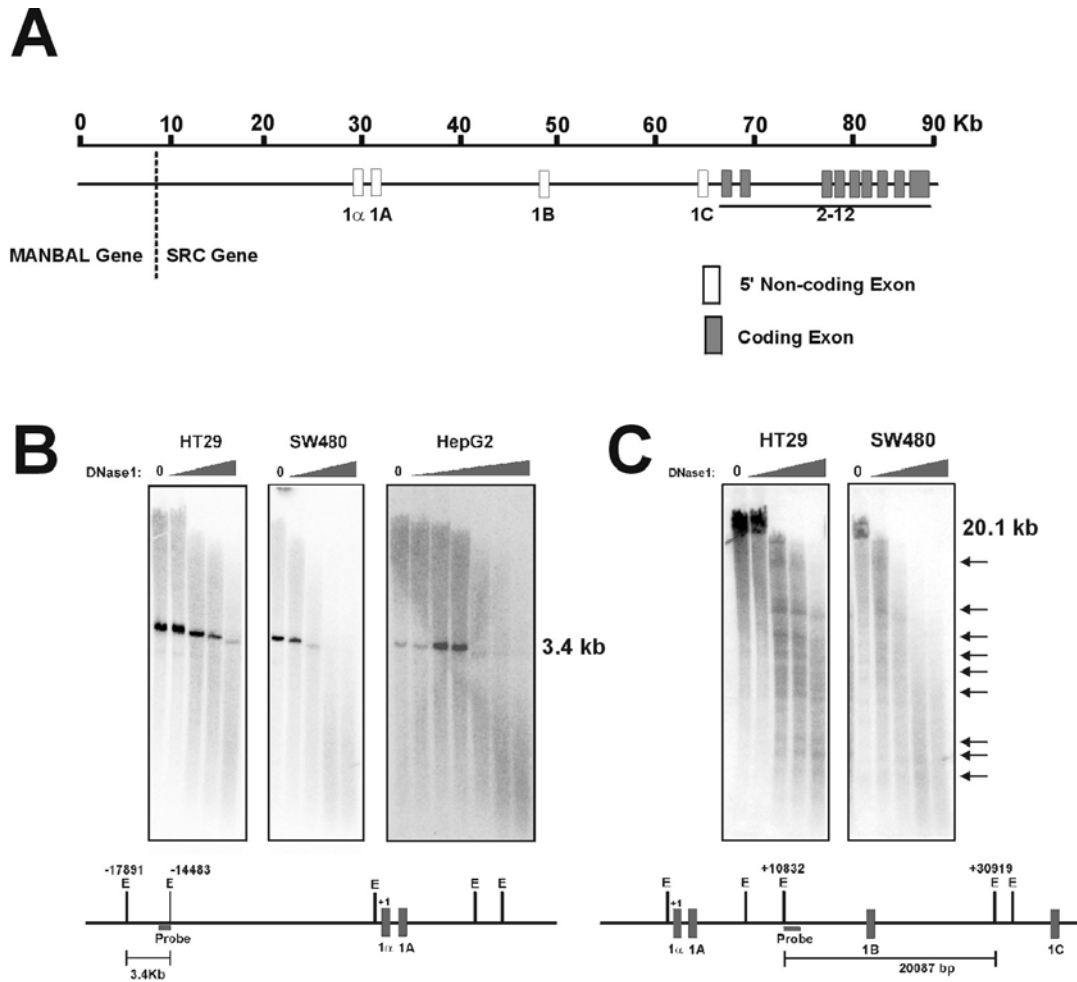 A
0 10 20 30 40 50 60 70 80 90 Kb
1α 1A 1B 1C 2-12
MANBAL Gene SRC Gene
5' Non-coding Exon
Coding Exon
B
HT29 SW480 HepG2
DNase1: 0 0 0
3.4 kb
-17891 -14483
E E E E E
+1
Probe
1α 1A
3.4Kb
C
HT29 SW480
DNase1: 0 0
20.1 kb
+10832 +30919
E E E E E
+1
1α 1A Probe 1B 1C
20087 bp